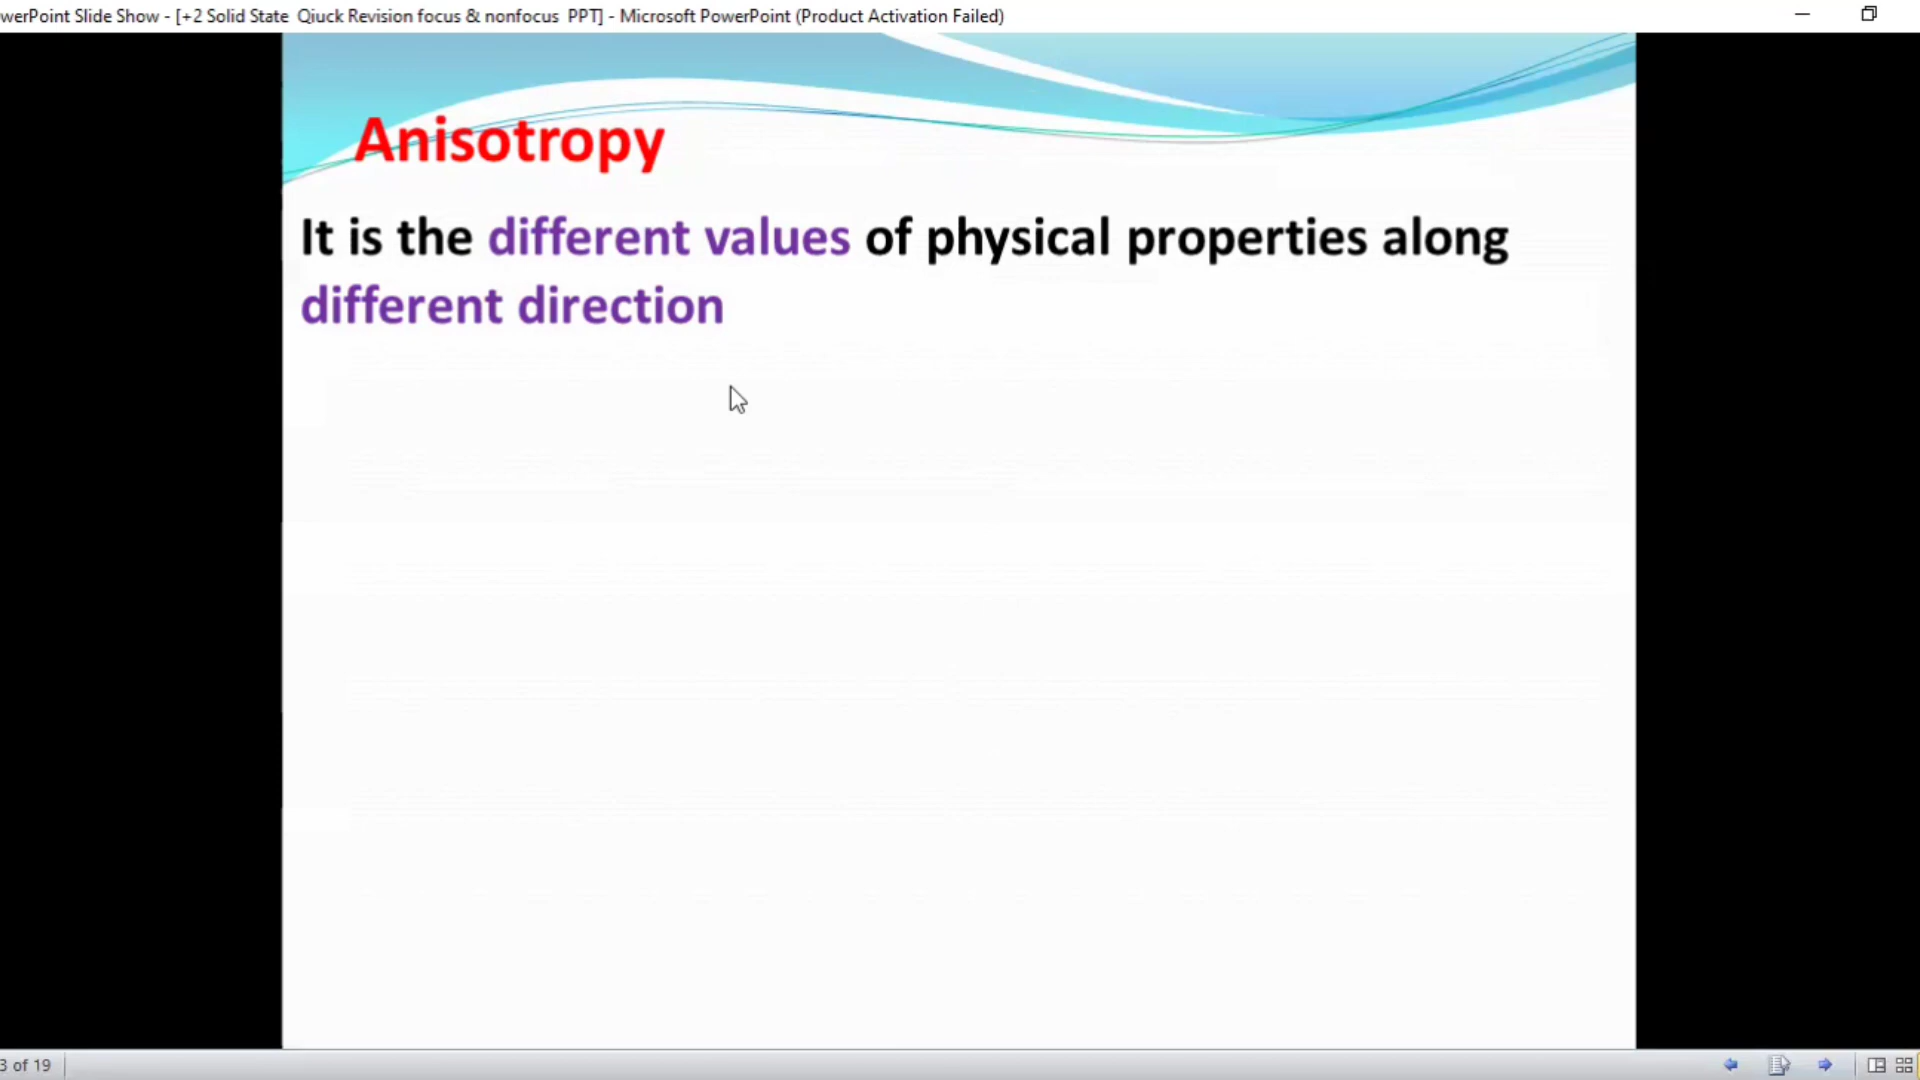 werPoint Slide Show - [+2 Solid State  Qiuck Revision focus & nonfocus  PPT] - Microsoft PowerPoint (Product Activation Failed)
Anisotropy
It is the different values of physical properties along
different direction
3 of 19